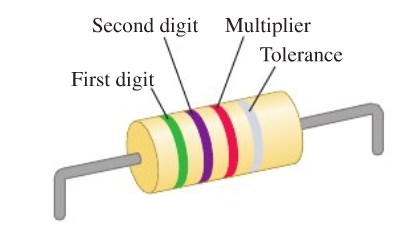 Second digit
Multiplier
Tolerance
First digit